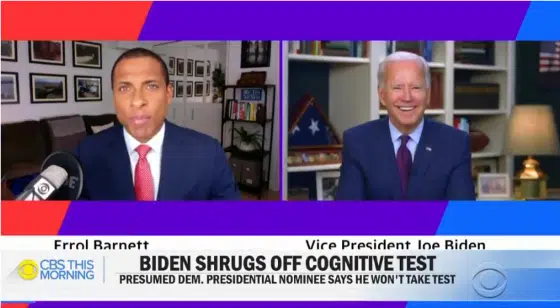 Errol Barnett
Vice President Joe Biden
CBS THIS MORNING
BIDEN SHRUGS OFF COGNITIVE TEST
PRESUMED DEM. PRESIDENTIAL NOMINEE SAYS HE WON'T TAKE TEST